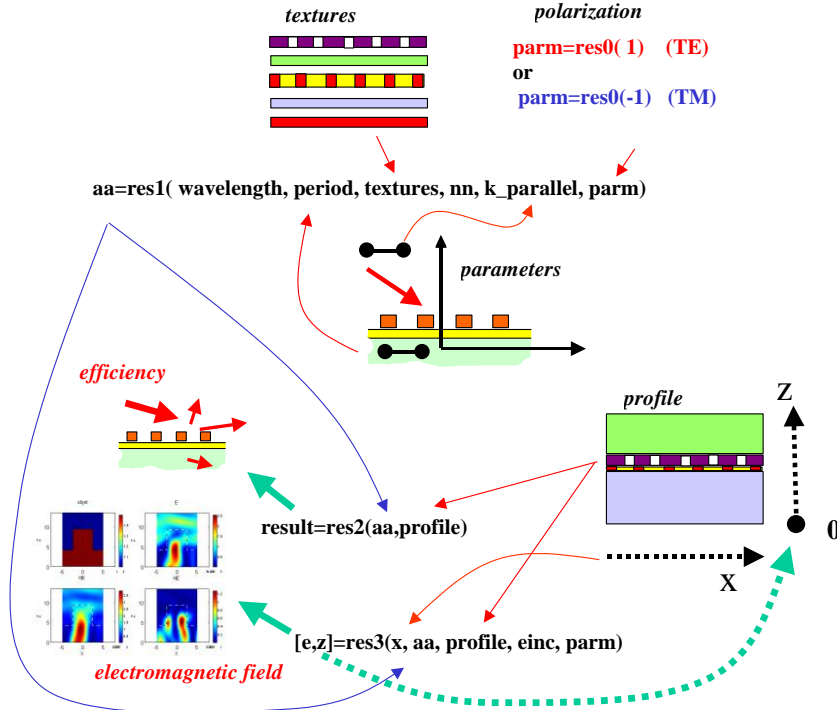 textures
polarization
parm=res0( 1) (TE)
or
parm=res0(-1) (TM)
aa=res1( wavelength, period, textures, nn, k_parallel, parm)
parameters
efficiency
profile
Z
result=res2(aa,profile)
0
X
[e,z]=res3(x, aa, profile, einc, parm)
electromagnetic field